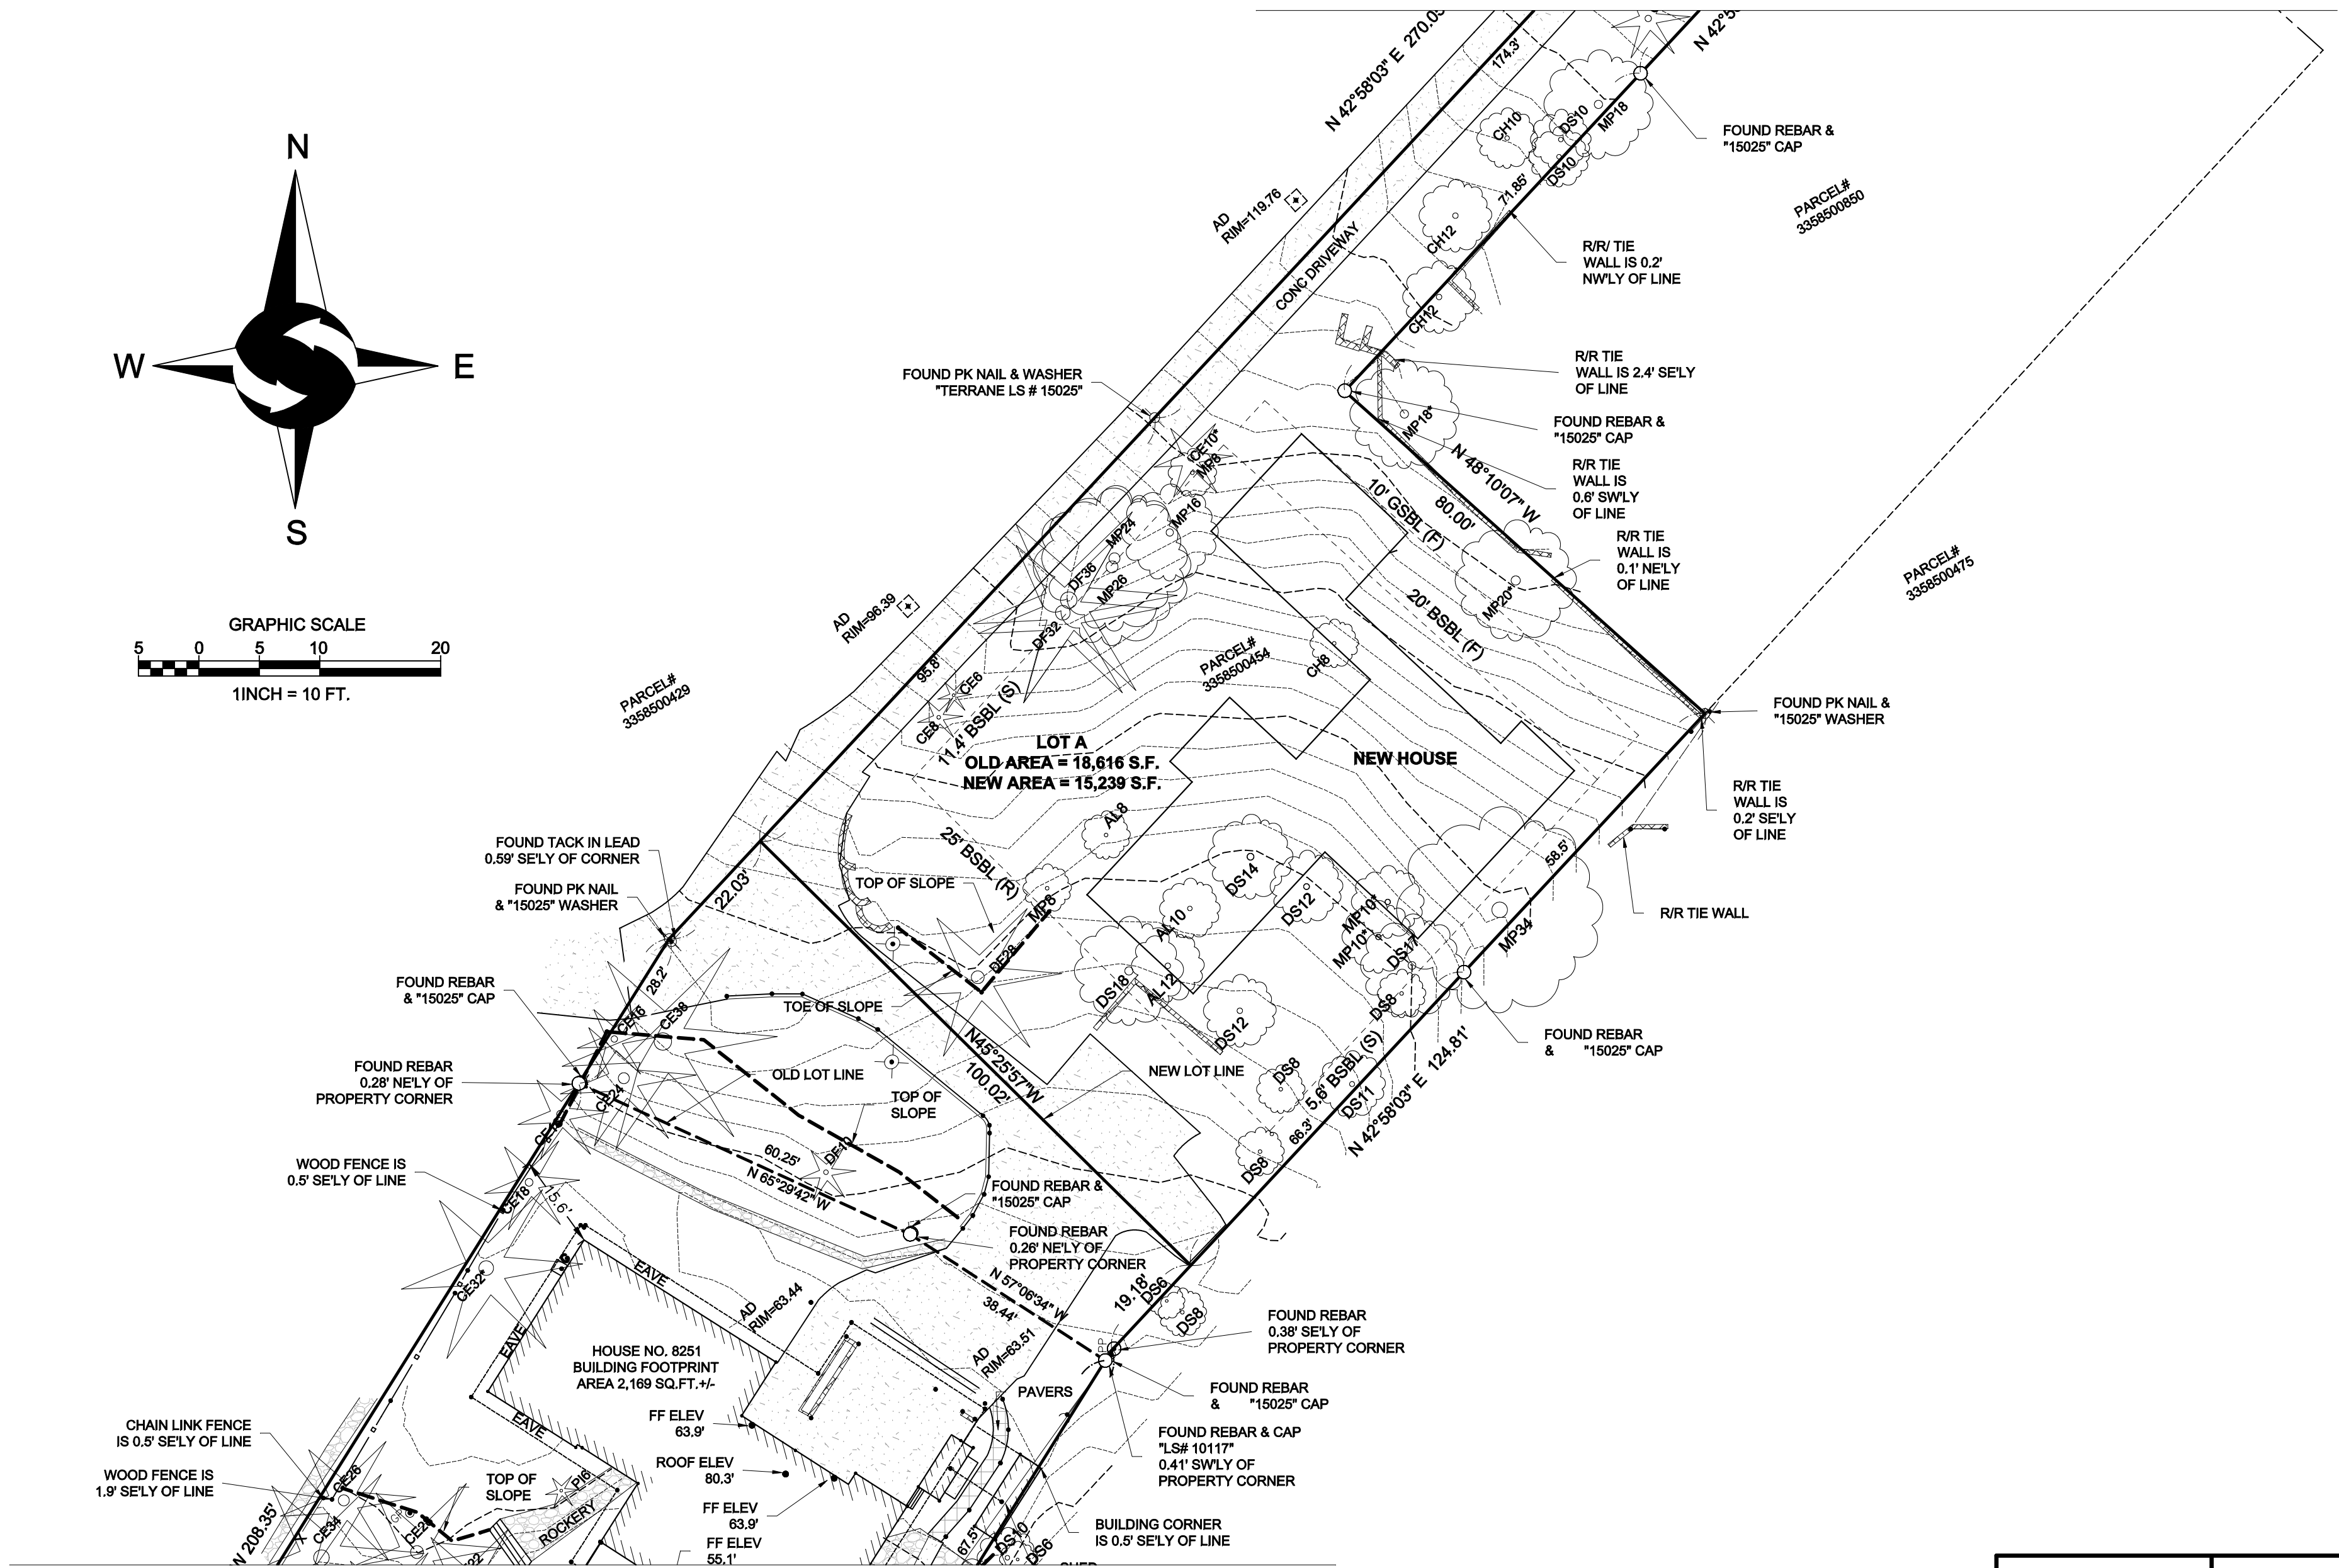 N
W
E
S
GRAPHIC SCALE
5 0 5 10 20
1INCH = 10 FT.
N 42°58'03" E 270.05
174.3'
N 42°5
CH10
DS10
MP18
DS10
71.85'
FOUND REBAR &
"15025" CAP
PARCEL#
3358500850
AD
RIM=119.76
CONC DRIVEWAY
CH12
R/R/ TIE
WALL IS 0.2'
NW'LY OF LINE
CH12
R/R TIE
WALL IS 2.4' SE'LY
OF LINE
FOUND PK NAIL & WASHER
"TERRANE LS # 15025"
FOUND REBAR &
"15025" CAP
MP18*
CE10*
MP8
N 48°10'07" W
80.00'
R/R TIE
WALL IS
0.6' SW'LY
OF LINE
10' GSBL (F)
MP16
MP24
R/R TIE
WALL IS
0.1' NE'LY
OF LINE
DF36
MP26
DF32
AD
RIM=96.39
20' BSBL (F)
MP20*
PARCEL#
3358500475
PARCEL#
3358500454
CH8
PARCEL#
3358500429
95.8'
CE6
CE8
11.4' BSBL (S)
LOT A
OLD AREA = 18,616 S.F.
NEW AREA = 15,239 S.F.
NEW HOUSE
FOUND PK NAIL &
"15025" WASHER
R/R TIE
WALL IS
0.2' SE'LY
OF LINE
R/R TIE WALL
58.5'
FOUND TACK IN LEAD
0.59' SE'LY OF CORNER
FOUND PK NAIL
& "15025" WASHER
22.03'
25' BSBL (R)
TOP OF SLOPE
AL8
MP8
DS14
DS12
AL10
MP10*
MP10*
DS17
MP34
DF28
DS18
AL12
DS8
DS12
FOUND REBAR
& "15025" CAP
28.2'
TOE OF SLOPE
CE16
CE38
N45°25'57"W
100.02'
FOUND REBAR
& "15025" CAP
FOUND REBAR
0.28' NE'LY OF
PROPERTY CORNER
OLD LOT LINE
NEW LOT LINE
DS8
5.6' BSBL (S)
DS11
N 42°58'03" E 124.81'
66.3'
CE24
TOP OF
SLOPE
DF10
60.25'
N 65°29'42" W
DS8
WOOD FENCE IS
0.5' SE'LY OF LINE
CE18
15.6'
FOUND REBAR &
"15025" CAP
FOUND REBAR
0.26' NE'LY OF
PROPERTY CORNER
CE32*
EAVE
EAVE
AD
RIM=63.44
N 57°06'34" W
38.44'
19.18'
DS6
DS8
FOUND REBAR
0.38' SE'LY OF
PROPERTY CORNER
HOUSE NO. 8251
BUILDING FOOTPRINT
AREA 2,169 SQ.FT.+/-
AD
RIM=63.51
PAVERS
FOUND REBAR
& "15025" CAP
FOUND REBAR & CAP
"LS# 10117"
0.41' SW'LY OF
PROPERTY CORNER
EAVE
FF ELEV
63.9'
ROOF ELEV
80.3'
FF ELEV
63.9'
FF ELEV
55.1'
CHAIN LINK FENCE
IS 0.5' SE'LY OF LINE
WOOD FENCE IS
1.9' SE'LY OF LINE
CE26
TOP OF
SLOPE
PI6
ROCKERY
CE34
N 208.35'
X
67.5'
DS10
DS6
BUILDING CORNER
IS 0.5' SE'LY OF LINE